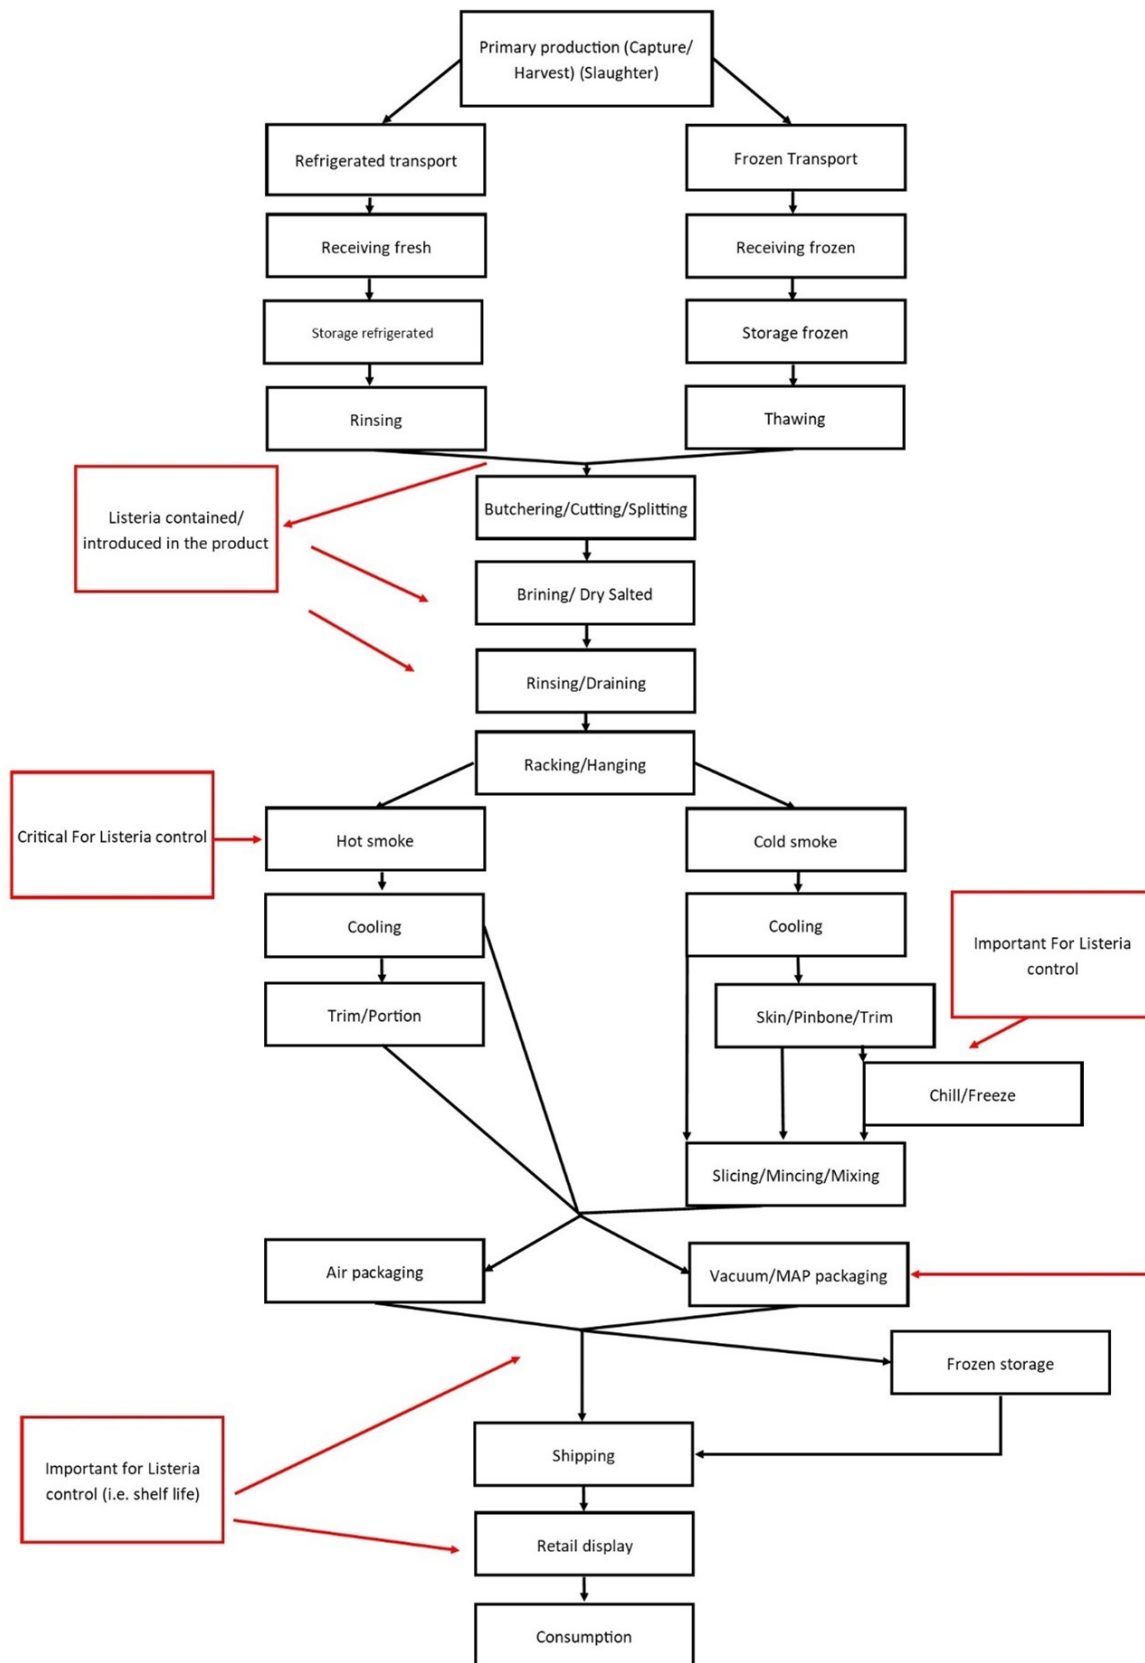 Primary production (Capture/
Harvest) (Slaughter)
Refrigerated transport
Frozen Transport
Receiving fresh
Receiving frozen
Storage refrigerated
Storage frozen
Rinsing
Thawing
Listeria contained/
introduced in the product
Butchering/Cutting/Splitting
Brining/ Dry Salted
Rinsing/Draining
Racking/Hanging
Critical For Listeria control
Hot smoke
Cold smoke
Cooling
Cooling
Important For Listeria
control
Trim/Portion
Skin/Pinbone/Trim
Chill/Freeze
Slicing/Mincing/Mixing
Air packaging
Vacuum/MAP packaging
Frozen storage
Important for Listeria
control (i.e. shelf life)
Shipping
Retail display
Consumption